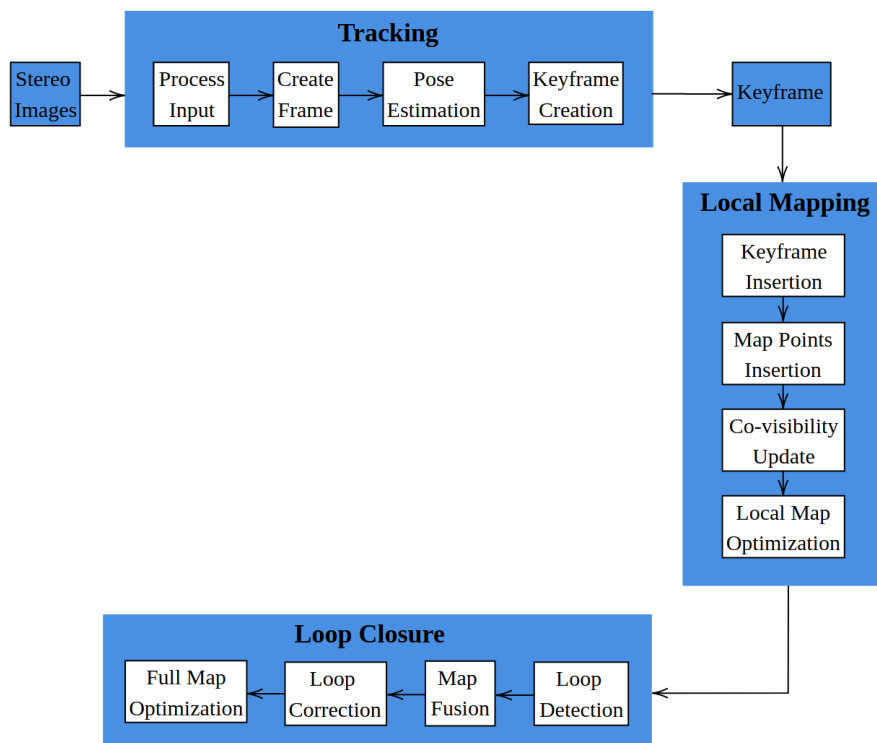 Tracking
Stereo
Images
Process
Input
Create
Frame
Pose
Estimation
Keyframe
Creation
Keyframe
Local Mapping
Keyframe
Insertion
Map Points
Insertion
Co-visibility
Update
Local Map
Optimization
Loop Closure
Full Map
Optimization
Loop
Correction
Map
Fusion
Loop
Detection